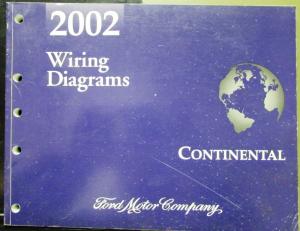 2002
Wiring
Diagrams
CONTINENTAL
Ford Motor Company